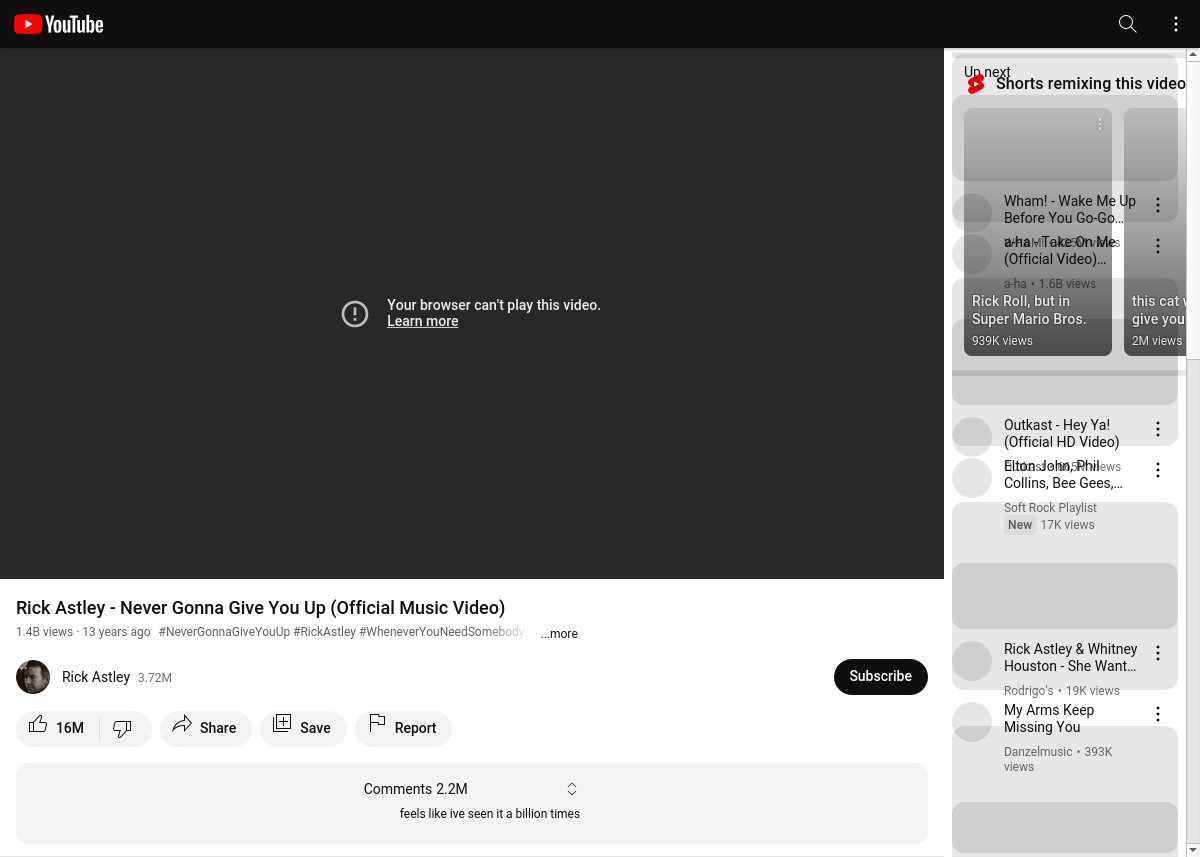 YouTube
Your browser can't play this video.
Learn more
Rick Astley - Never Gonna Give You Up (Official Music Video)
1.4B views · 13 years ago #NeverGonnaGiveYouUp #RickAstley #WheneverYouNeedSomebody ...more
Rick Astley 3.72M
Subscribe
16M
Share
Save
Report
Comments 2.2M
feels like ive seen it a billion times
Up next
Shorts remixing this video
Wham! - Wake Me Up
Before You Go-Go…
a-ha - Take On Me
(Official Video)…
a-ha • 1.6B views
Rick Roll, but in
Super Mario Bros.
939K views
this cat
give you
2M views
Outkast - Hey Ya!
(Official HD Video)
Elton John, Phil
Collins, Bee Gees,…
Soft Rock Playlist
New 17K views
Rick Astley & Whitney
Houston - She Want…
Rodrigo's • 19K views
My Arms Keep
Missing You
Danzelmusic • 393K
views